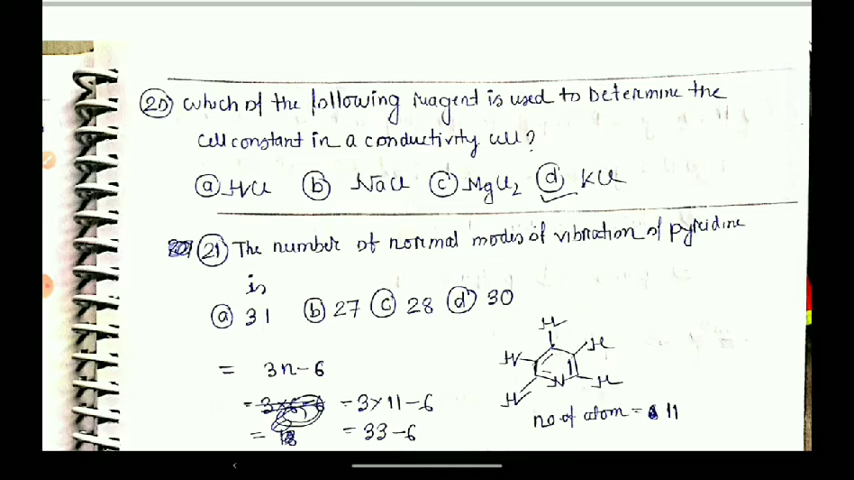 20 which of the following reagent is used to determine the
cell constant in a conductivity cell?
a HCl b NaCl c MgCl2 d KCl
21 The number of normal modes of vibration of pyridine
is
a 31 b 27 c 28 d 30
= 3n-6
= 3×11-6
= 33-6
H
H H
N
H H
no of atom = 11